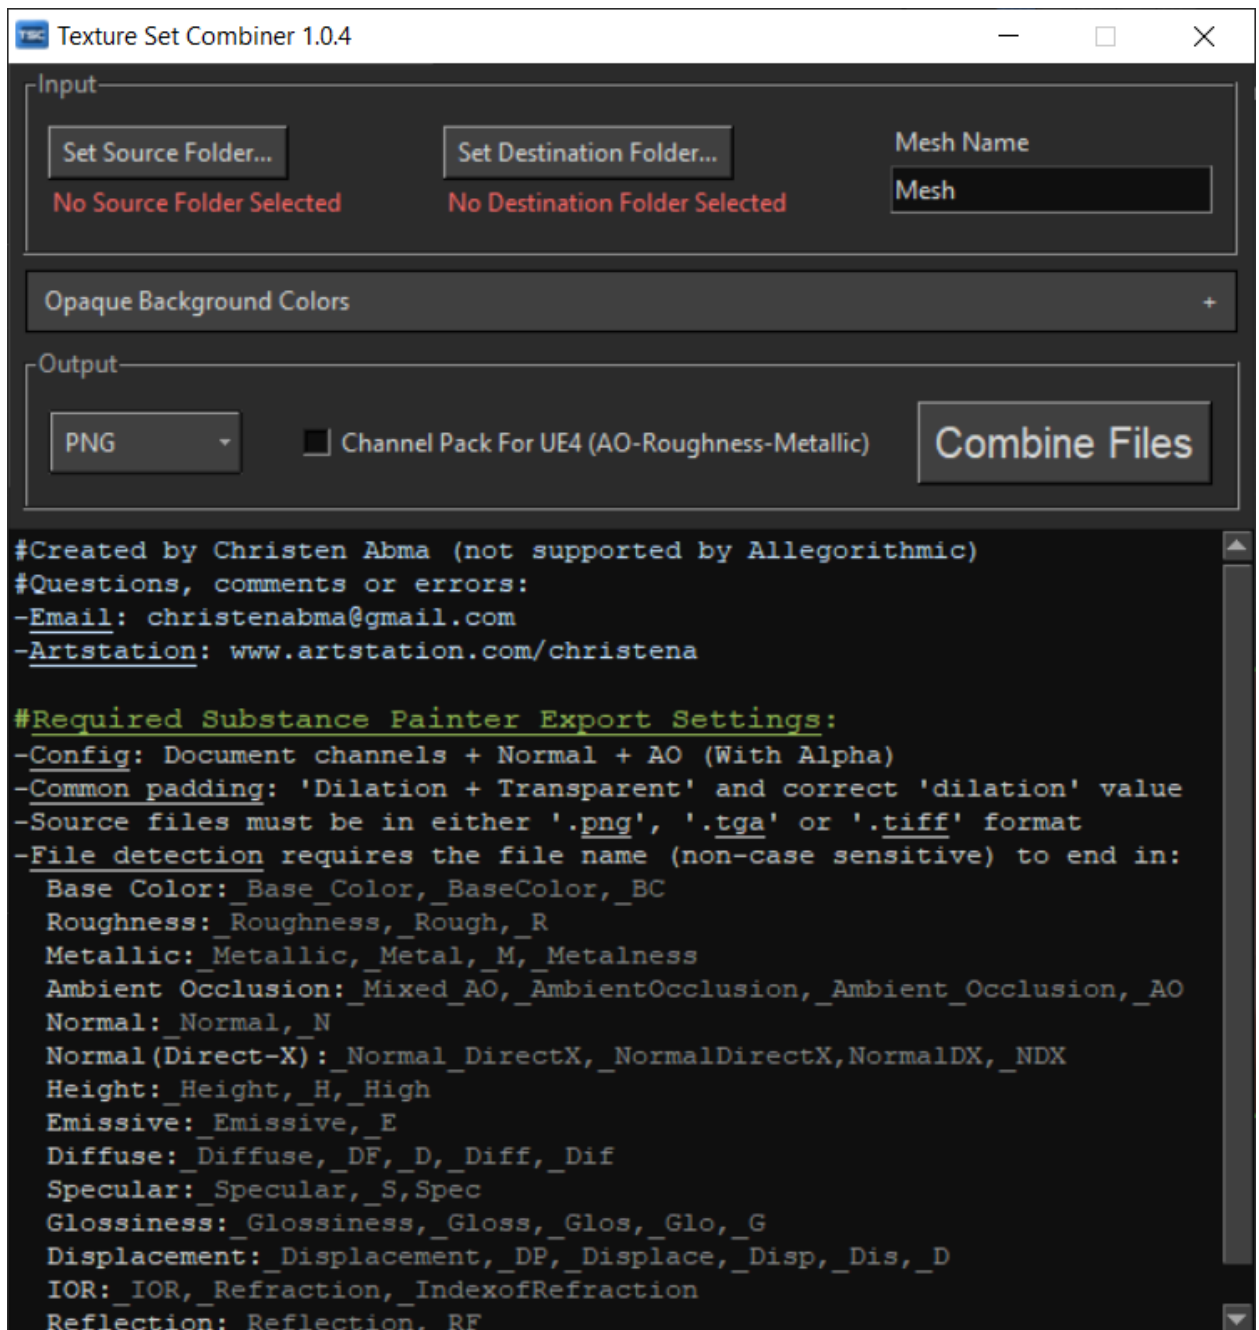 TSC Texture Set Combiner 1.0.4
Input
Set Source Folder... Set Destination Folder... Mesh Name
No Source Folder Selected No Destination Folder Selected Mesh
Opaque Background Colors +
Output
PNG Channel Pack For UE4 (AO-Roughness-Metallic) Combine Files
#Created by Christen Abma (not supported by Allegorithmic)
#Questions, comments or errors:
-Email: christenabma@gmail.com
-Artstation: www.artstation.com/christena
#Required Substance Painter Export Settings:
-Config: Document channels + Normal + AO (With Alpha)
-Common padding: 'Dilation + Transparent' and correct 'dilation' value
-Source files must be in either '.png', '.tga' or '.tiff' format
-File detection requires the file name (non-case sensitive) to end in:
Base Color:_Base_Color,_BaseColor,_BC
Roughness:_Roughness,_Rough,_R
Metallic:_Metallic,_Metal,_M,_Metalness
Ambient Occlusion:_Mixed_AO,_AmbientOcclusion,_Ambient_Occlusion,_AO
Normal:_Normal,_N
Normal(Direct-X):_Normal_DirectX,_NormalDirectX,NormalDX,_NDX
Height:_Height,_H,_High
Emissive:_Emissive,_E
Diffuse:_Diffuse,_DF,_D,_Diff,_Dif
Specular:_Specular,_S,Spec
Glossiness:_Glossiness,_Gloss,_Glos,_Glo,_G
Displacement:_Displacement,_DP,_Displace,_Disp,_Dis,_D
IOR:_IOR,_Refraction,_IndexofRefraction
Reflection:_Reflection,_RF